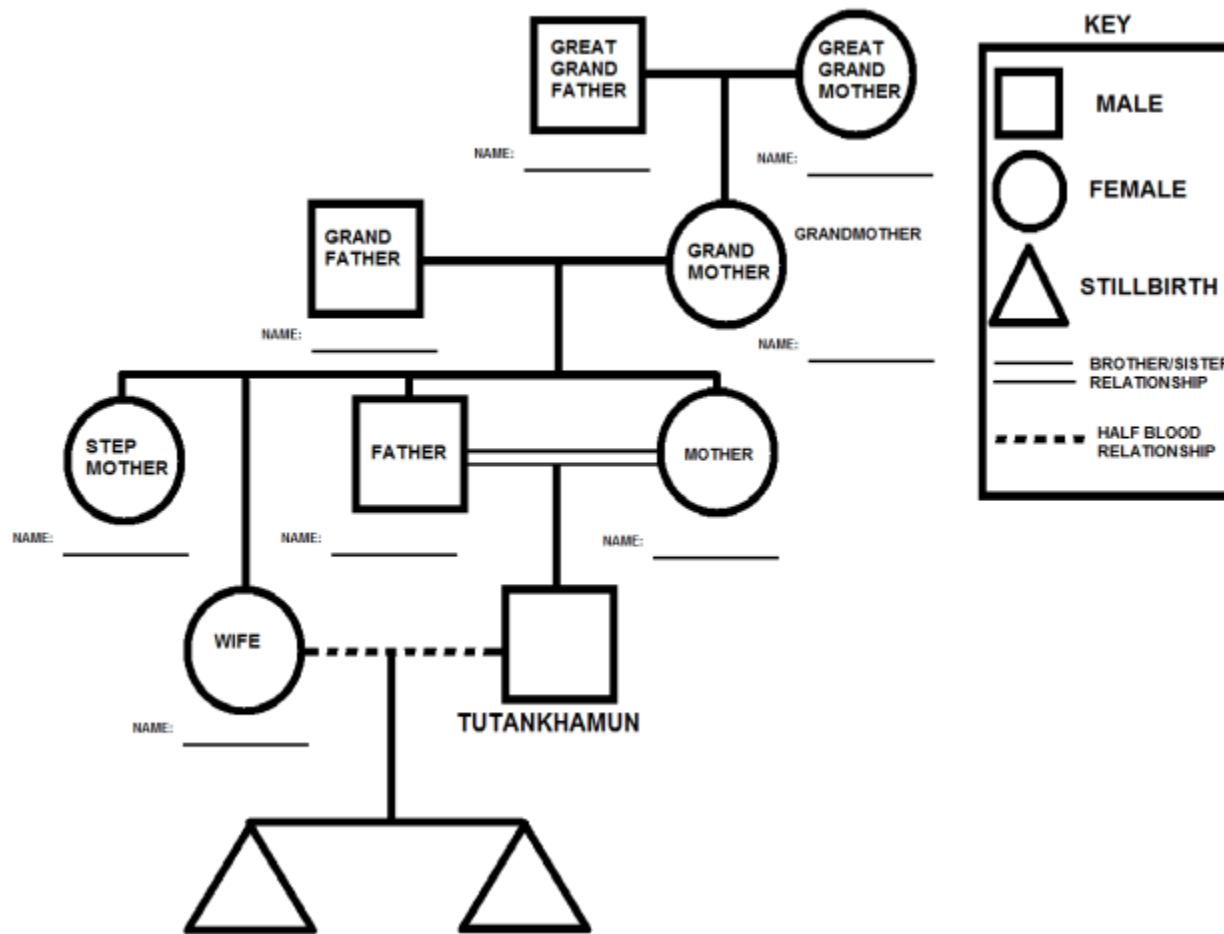 KEY
GREAT
GRAND
FATHER
GREAT
GRAND
MOTHER
MALE
NAME:
NAME:
FEMALE
GRAND
FATHER
GRAND
MOTHER
GRANDMOTHER
STILLBIRTH
NAME:
NAME:
BROTHER/SISTER
RELATIONSHIP
HALF BLOOD
RELATIONSHIP
STEP
MOTHER
FATHER
MOTHER
NAME:
NAME:
NAME:
WIFE
TUTANKHAMUN
NAME: